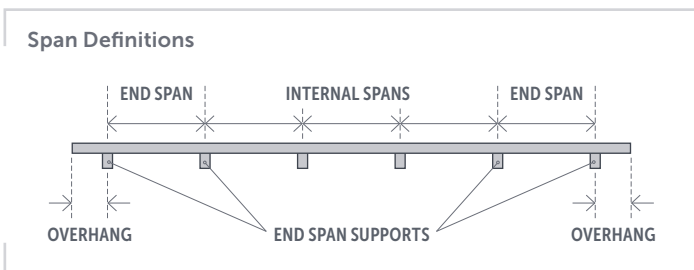 Span Definitions
END SPAN
INTERNAL SPANS
END SPAN
OVERHANG
END SPAN SUPPORTS
OVERHANG